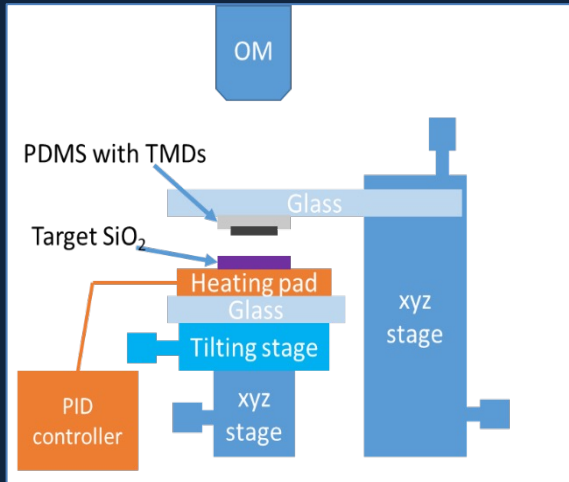 OM
PDMS with TMDs
Glass
Target SiO₂
Heating pad
Glass
xyz
stage
Tilting stage
PID
controller
xyz
stage